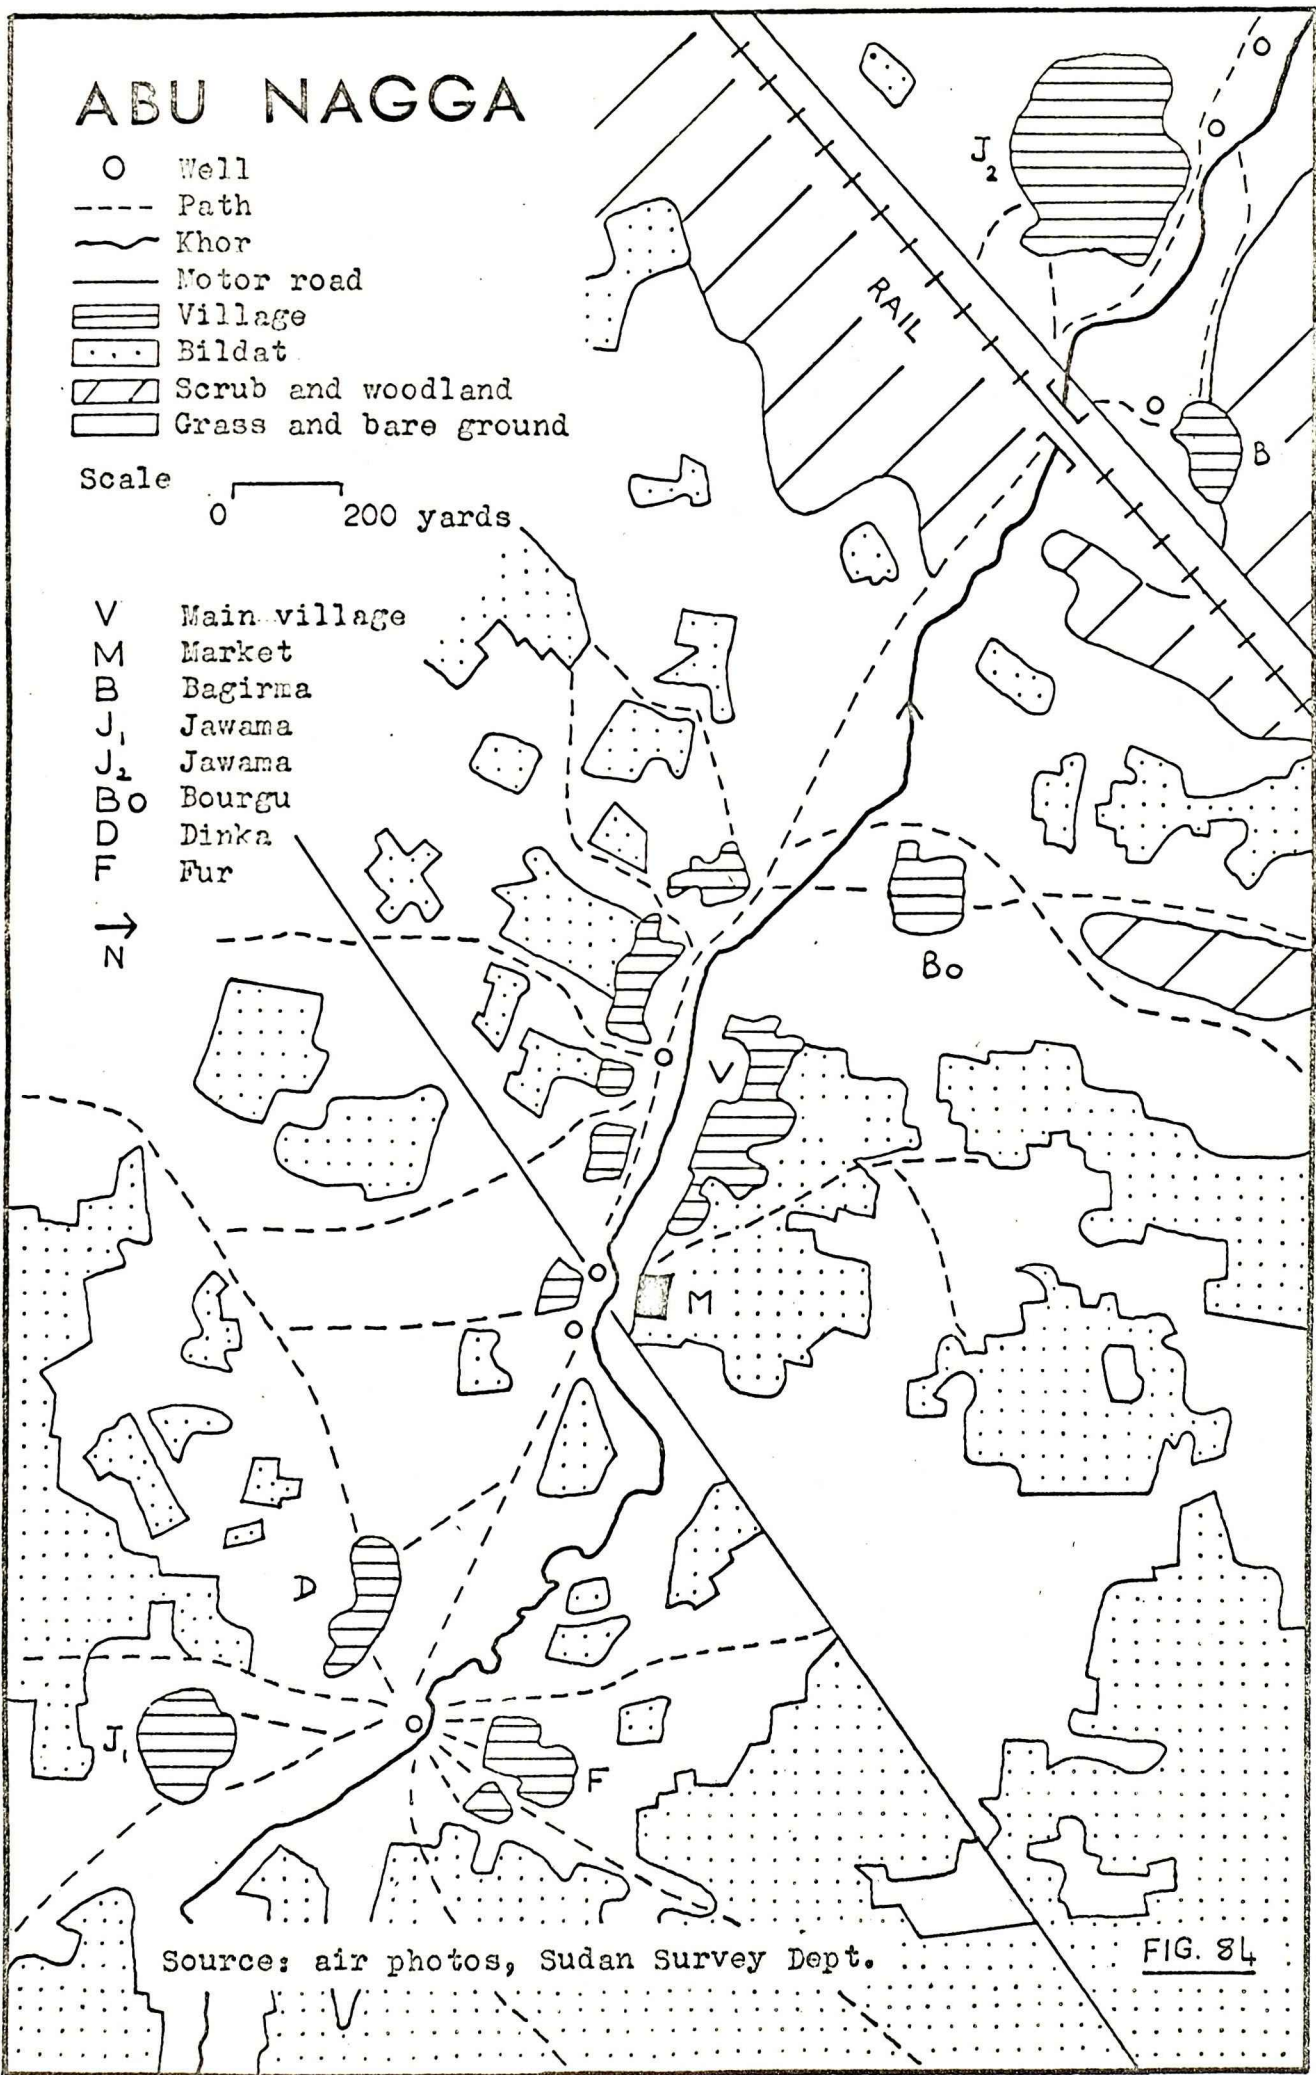 ABU NAGGA
Well
Path
Khor
Motor road
Village
Bildat
Scrub and woodland
Grass and bare ground
Scale
0 200 yards
V Main village
M Market
B Bagirma
J₁ Jawama
J₂ Jawama
Bo Bourgu
D Dinka
F Fur
N
J₂
RAIL
B
Bo
V
M
D
J₁
F
Source: air photos, Sudan Survey Dept.
FIG. 84